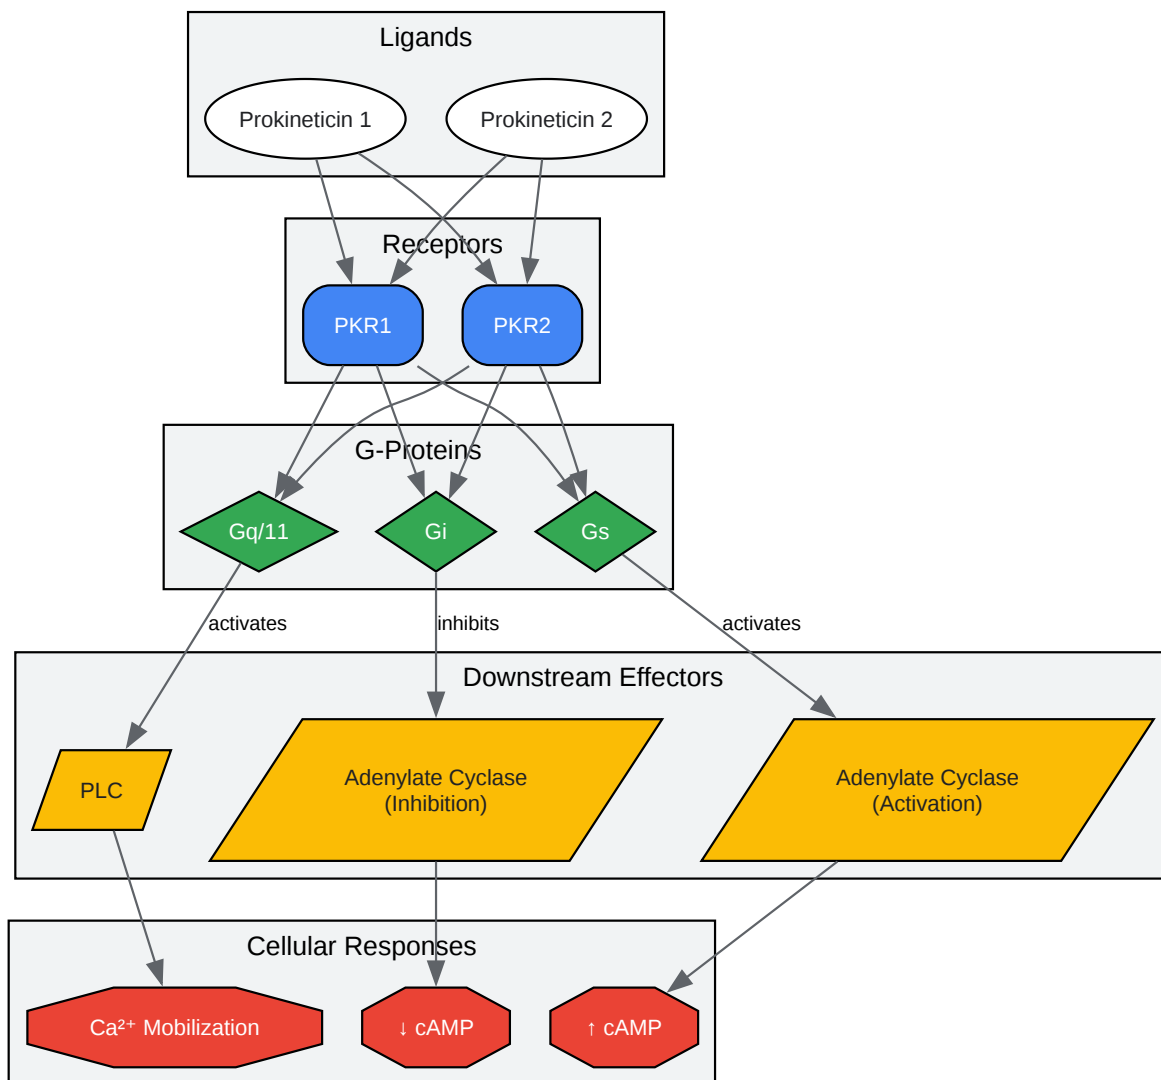 Ligands
Prokineticin 1
Prokineticin 2
Receptors
PKR1
PKR2
G-Proteins
Gq/11
Gi
Gs
activates
inhibits
activates
Downstream Effectors
PLC
Adenylate Cyclase
(Inhibition)
Adenylate Cyclase
(Activation)
Cellular Responses
Ca²⁺ Mobilization
↓ cAMP
↑ cAMP